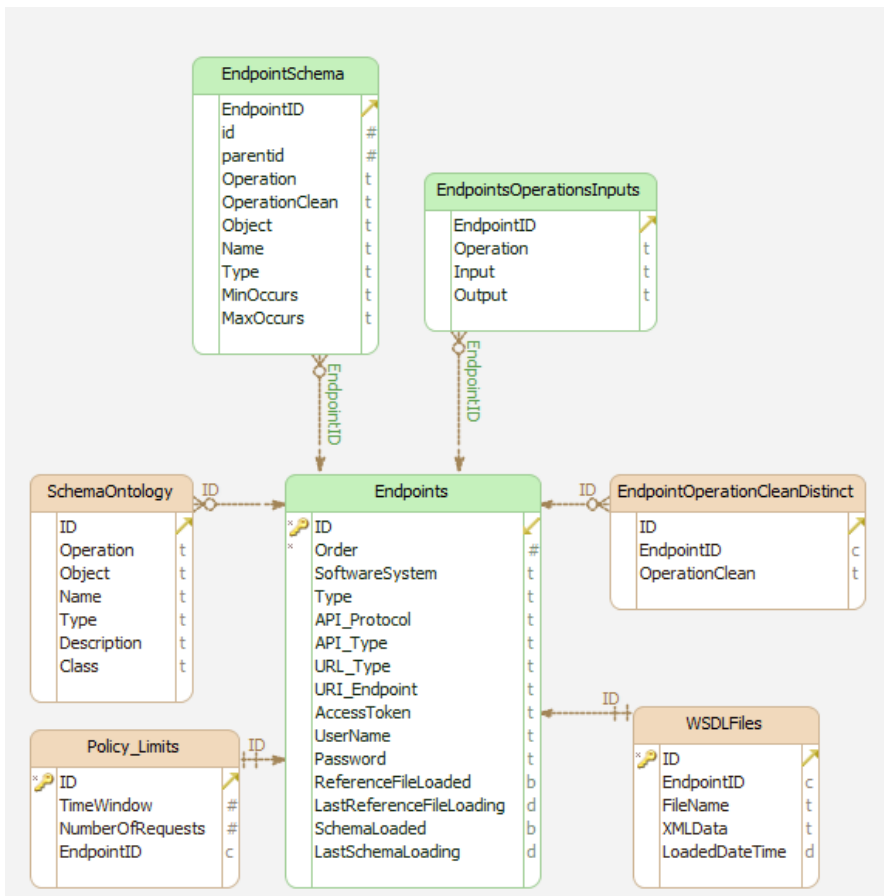 EndpointSchema
EndpointID
id #
parentid #
Operation t
OperationClean t
Object t
Name t
Type t
MinOccurs t
MaxOccurs t
EndpointID
EndpointsOperationsInputs
EndpointID
Operation t
Input t
Output t
EndpointID
SchemaOntology
ID
Operation t
Object t
Name t
Type t
Description t
Class t
ID
Endpoints
ID
Order #
SoftwareSystem t
Type t
API_Protocol t
API_Type t
URL_Type t
URI_Endpoint t
AccessToken t
UserName t
Password t
ReferenceFileLoaded b
LastReferenceFileLoading d
SchemaLoaded b
LastSchemaLoading d
ID
EndpointOperationCleanDistinct
ID
EndpointID c
OperationClean t
Policy_Limits
ID
TimeWindow #
NumberOfRequests #
EndpointID c
ID
ID
WSDLFiles
ID
EndpointID c
FileName t
XMLData t
LoadedDateTime d